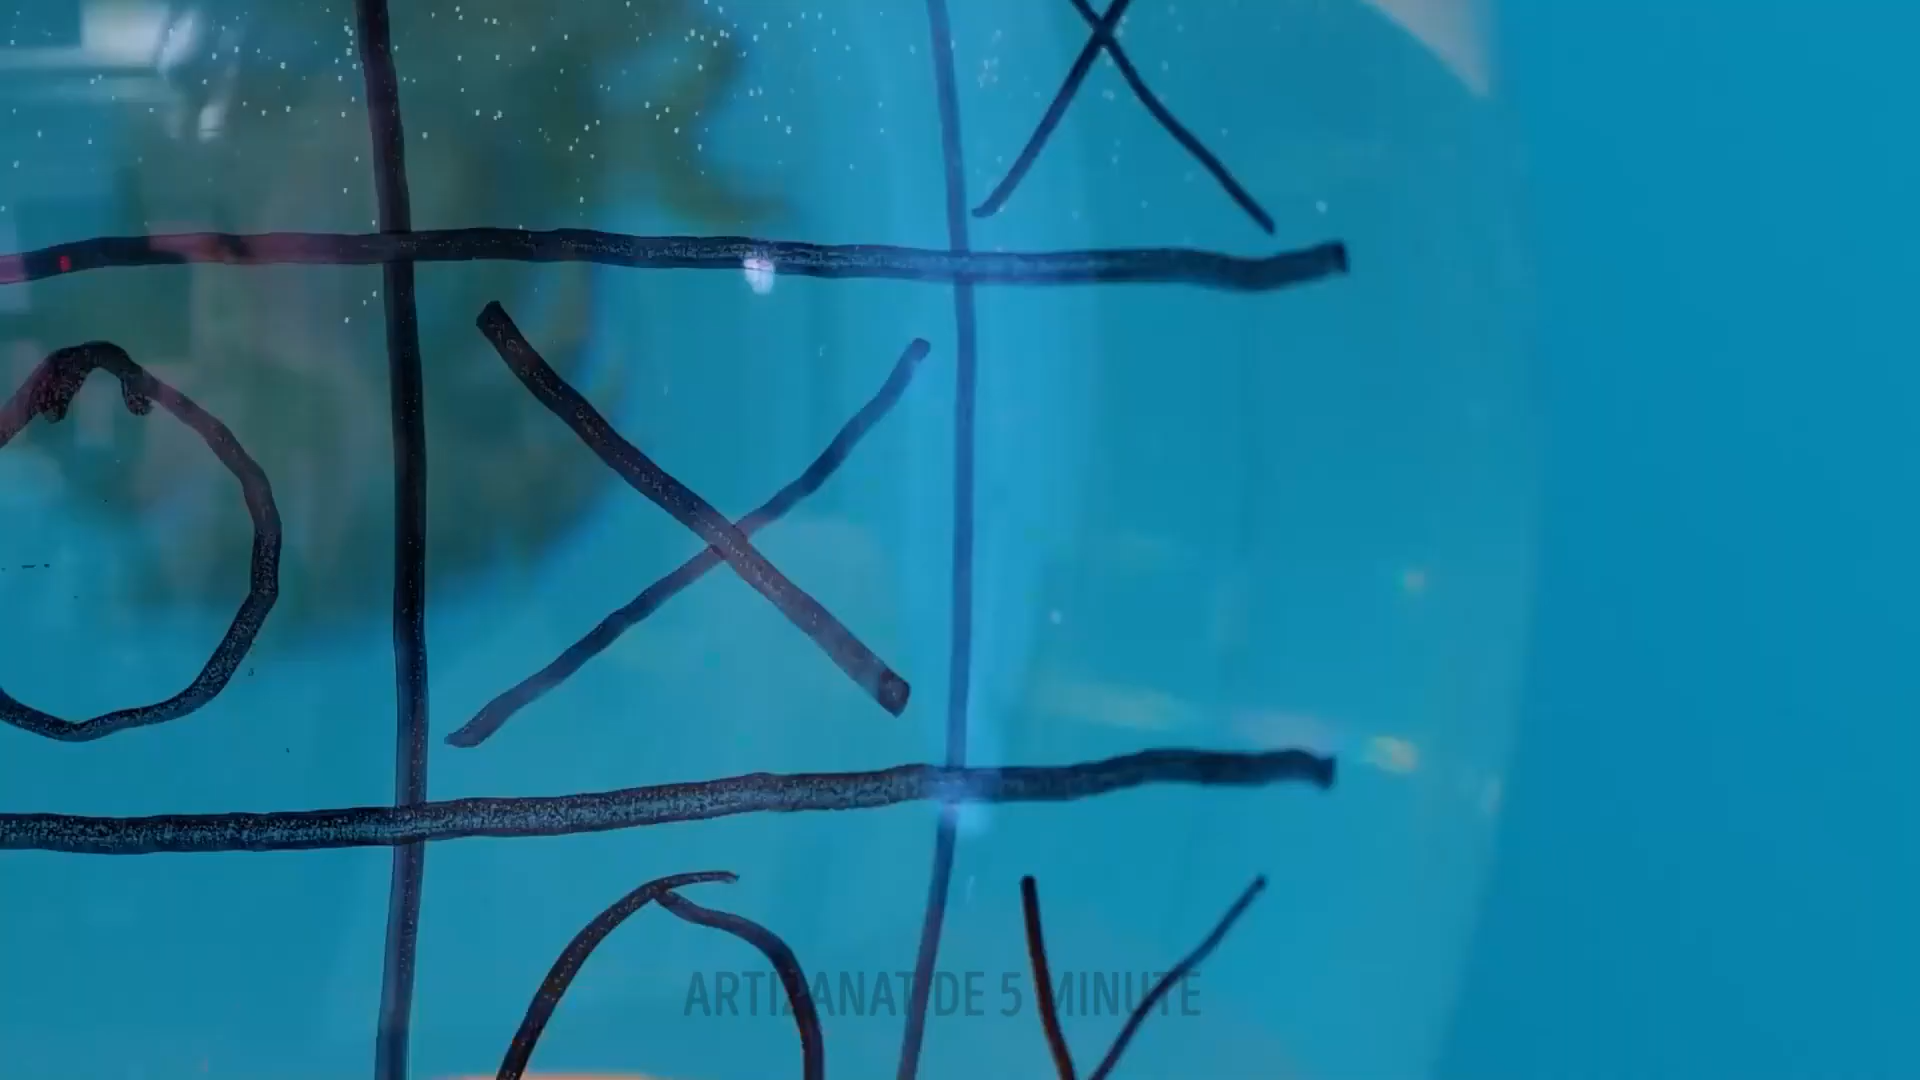 X
O X
O X
ARTIZANAT DE 5 MINUTE